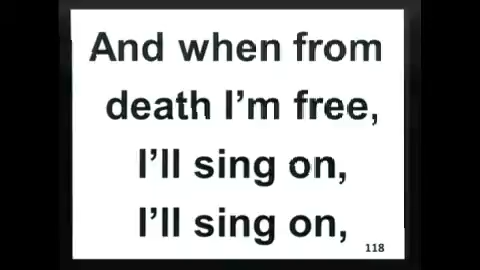 And when from
death I'm free,
I'll sing on,
I'll sing on,
118